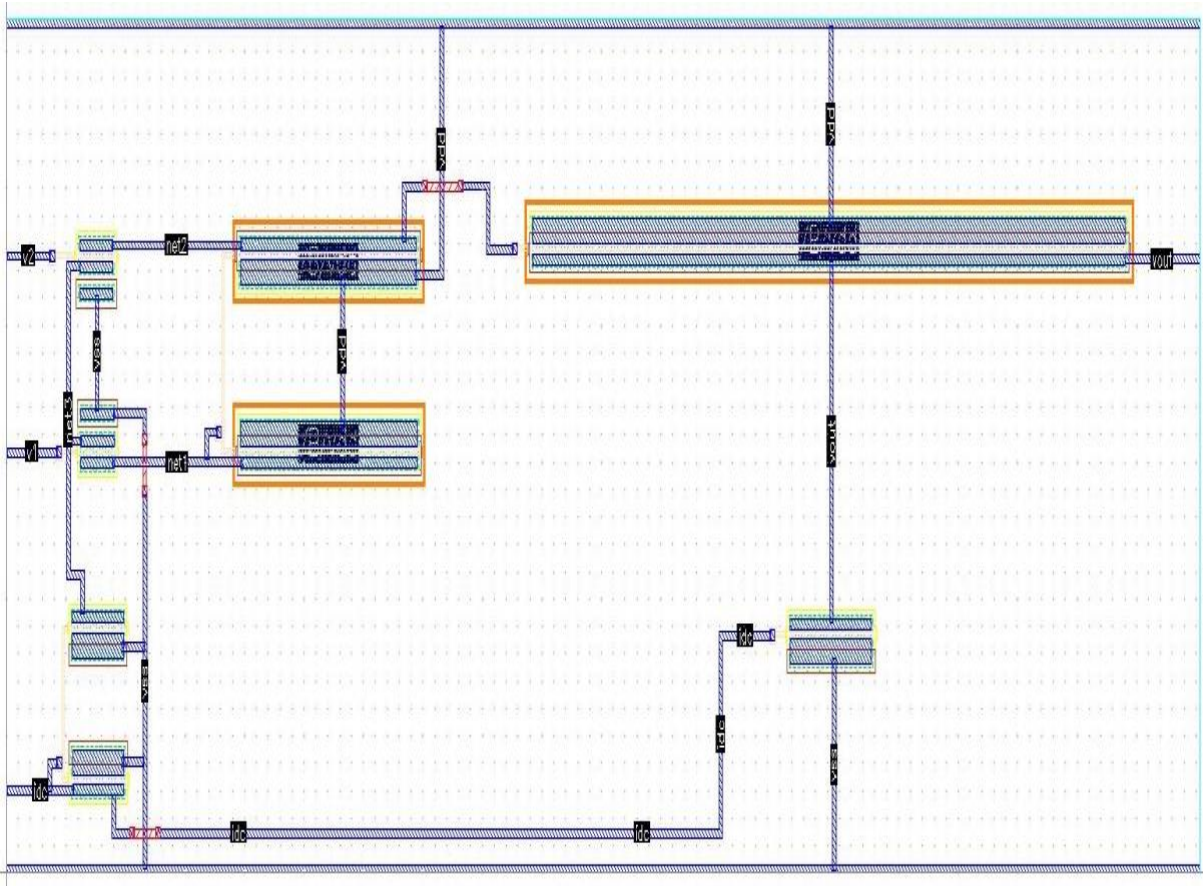 vdd
vdd
v2
net2
vout
vss
vdd
net3
vout
v1
net1
idc
vss
idc
vss
idc
idc
idc